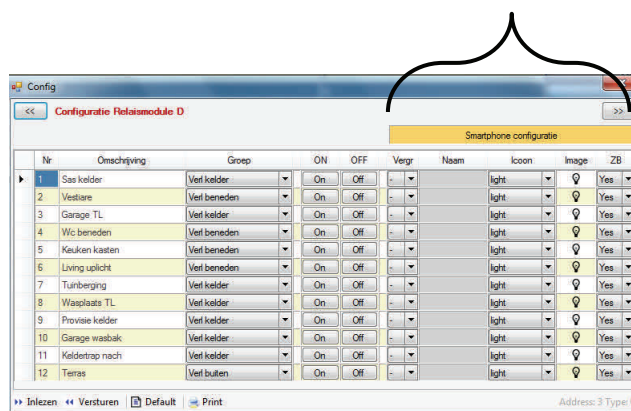 Config
<< Configuratie Relaismodule D >>
Smartphone configuratie
Nr Omschrijving Groep ON OFF Vergr Naam Icoon Image ZB
1 Sas kelder Verl kelder On Off - light Yes
2 Vestiare Verl beneden On Off - light Yes
3 Garage TL Verl kelder On Off - light Yes
4 Wc beneden Verl beneden On Off - light Yes
5 Keuken kasten Verl beneden On Off - light Yes
6 Living uplicht Verl beneden On Off - light Yes
7 Tuinberging Verl kelder On Off - light Yes
8 Wasplaats TL Verl kelder On Off - light Yes
9 Provisie kelder Verl kelder On Off - light Yes
10 Garage wasbak Verl kelder On Off - light Yes
11 Keldertrap nach Verl kelder On Off - light Yes
12 Terras Verl buiten On Off - light Yes
Inlezen Versturen Default Print Address: 3 Type: